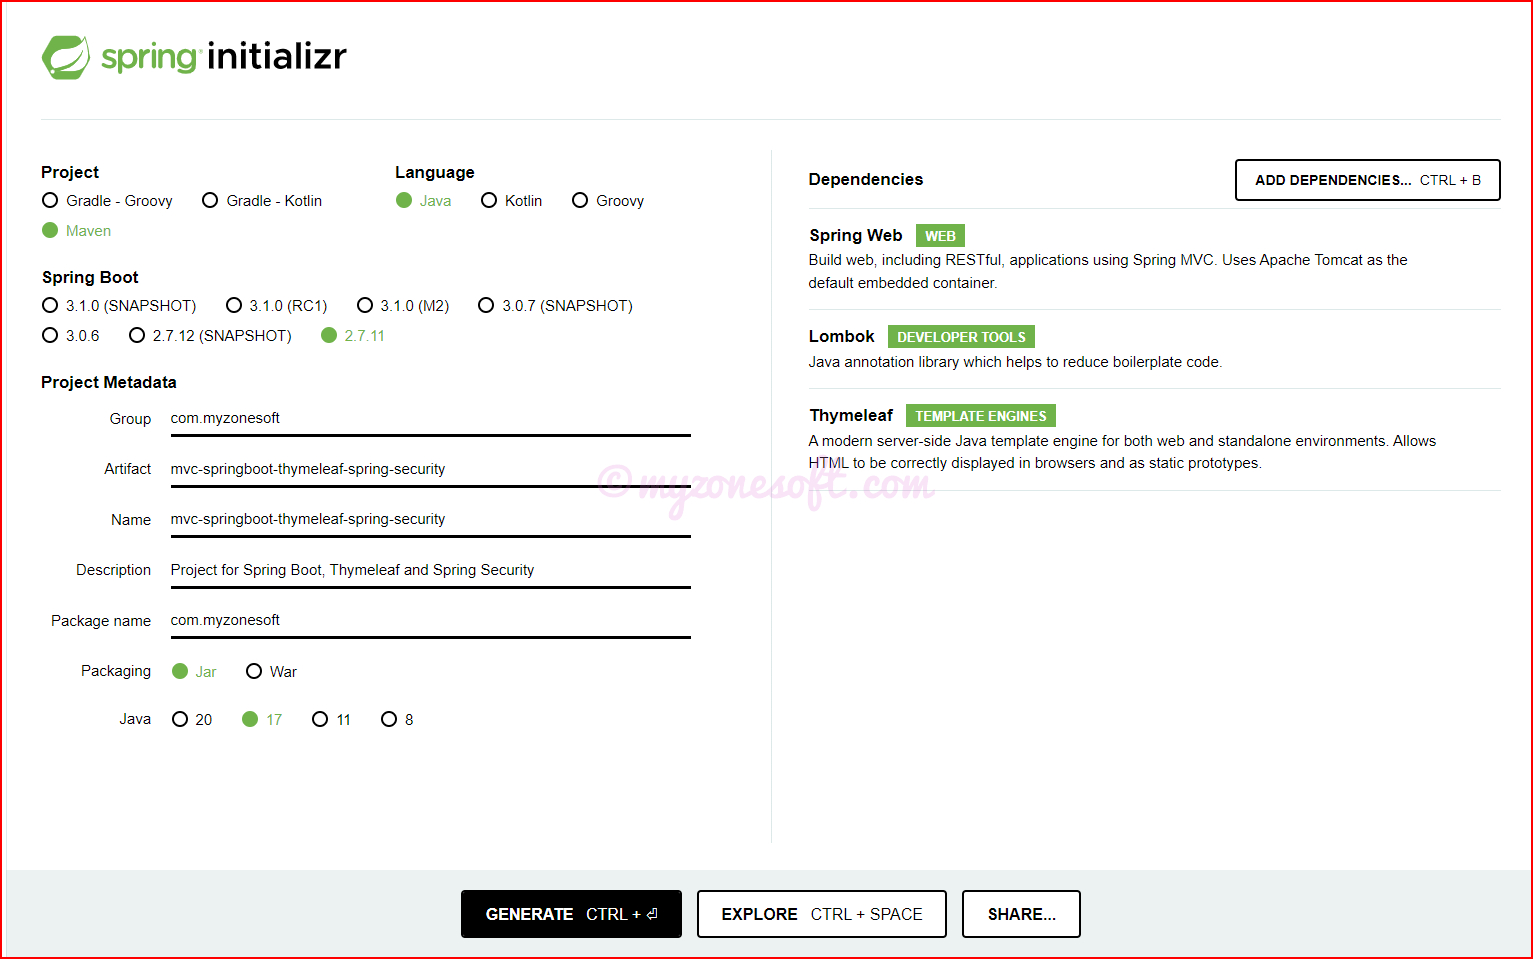 spring initializr
Project
Gradle - Groovy Gradle - Kotlin
Maven
Language
Java Kotlin Groovy
Spring Boot
3.1.0 (SNAPSHOT) 3.1.0 (RC1) 3.1.0 (M2) 3.0.7 (SNAPSHOT)
3.0.6 2.7.12 (SNAPSHOT) 2.7.11
Project Metadata
Group com.myzonesoft
Artifact mvc-springboot-thymeleaf-spring-security
Name mvc-springboot-thymeleaf-spring-security
Description Project for Spring Boot, Thymeleaf and Spring Security
Package name com.myzonesoft
Packaging Jar War
Java 20 17 11 8
Dependencies
ADD DEPENDENCIES... CTRL + B
Spring Web WEB
Build web, including RESTful, applications using Spring MVC. Uses Apache Tomcat as the
default embedded container.
Lombok DEVELOPER TOOLS
Java annotation library which helps to reduce boilerplate code.
Thymeleaf TEMPLATE ENGINES
A modern server-side Java template engine for both web and standalone environments. Allows
HTML to be correctly displayed in browsers and as static prototypes.
©myzonesoft.com
GENERATE CTRL + ⏎
EXPLORE CTRL + SPACE
SHARE...